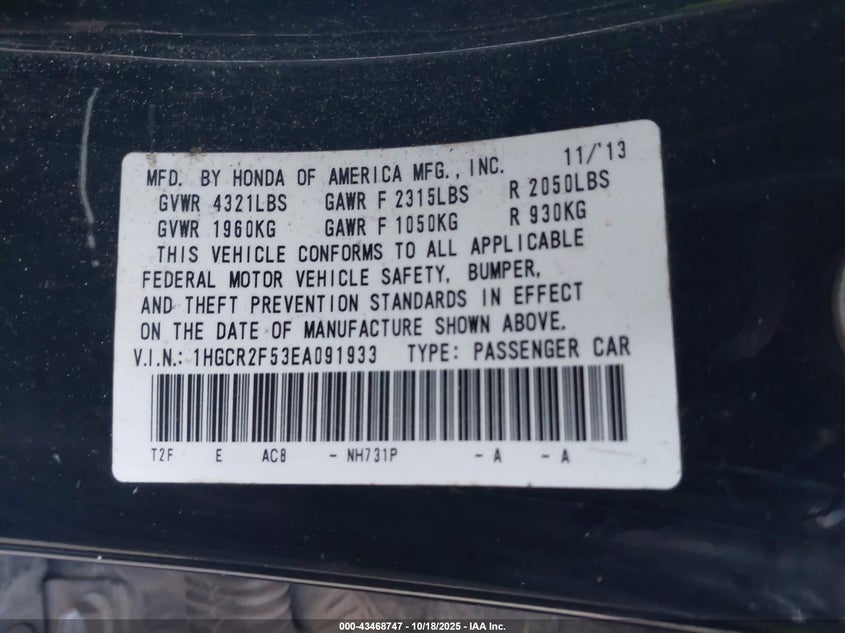 MFD. BY HONDA OF AMERICA MFG., INC. 11/'13
GVWR 4321LBS GAWR F 2315LBS R 2050LBS
GVWR 1960KG GAWR F 1050KG R 930KG
THIS VEHICLE CONFORMS TO ALL APPLICABLE
FEDERAL MOTOR VEHICLE SAFETY, BUMPER,
AND THEFT PREVENTION STANDARDS IN EFFECT
ON THE DATE OF MANUFACTURE SHOWN ABOVE.
V.I.N.: 1HGCR2F53EA091933 TYPE: PASSENGER CAR
T2F E AC8 - NH731P - A - A
000-43468747 | 10/18/2025 | IAA Inc.